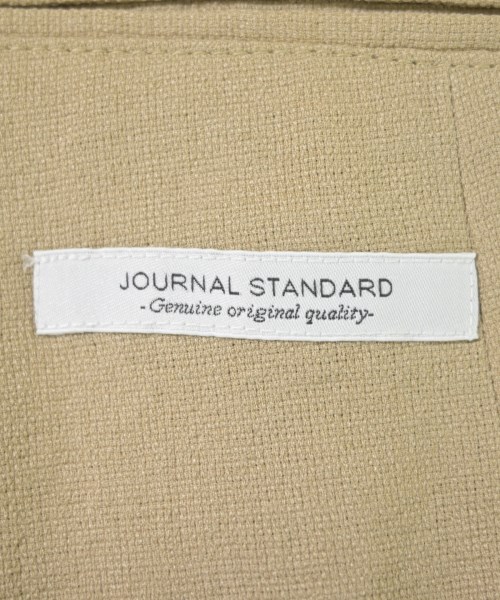 JOURNAL STANDARD
-Genuine original quality-